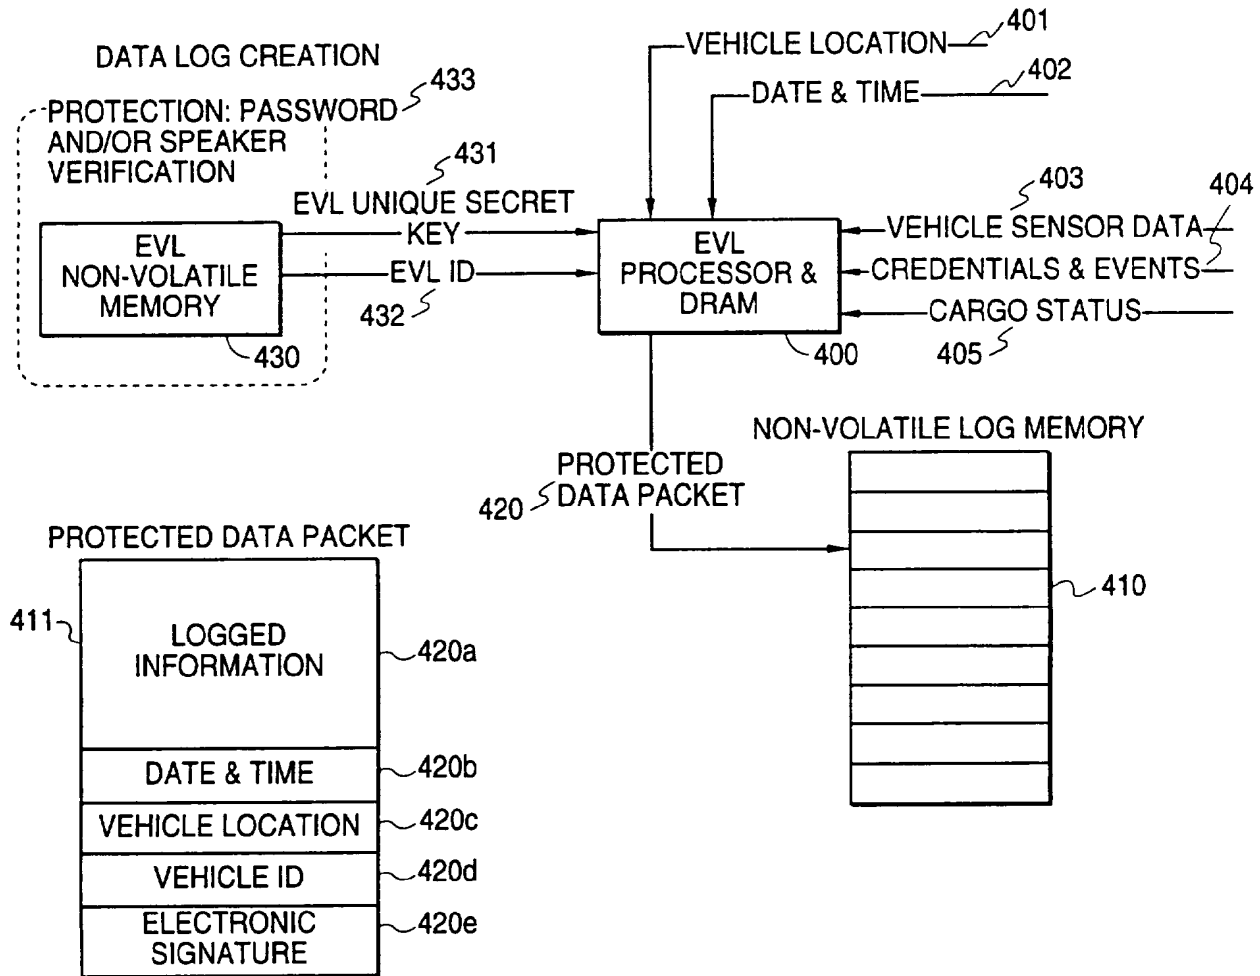 DATA LOG CREATION
433
PROTECTION: PASSWORD
AND/OR SPEAKER
VERIFICATION
EVL
NON-VOLATILE
MEMORY
430
431
EVL UNIQUE SECRET
KEY
EVL ID
432
VEHICLE LOCATION
401
DATE & TIME
402
EVL
PROCESSOR &
DRAM
400
403
404
VEHICLE SENSOR DATA
CREDENTIALS & EVENTS
CARGO STATUS
405
PROTECTED
DATA PACKET
420
NON-VOLATILE LOG MEMORY
410
PROTECTED DATA PACKET
411
LOGGED
INFORMATION
420a
DATE & TIME
420b
VEHICLE LOCATION
420c
VEHICLE ID
420d
ELECTRONIC
SIGNATURE
420e